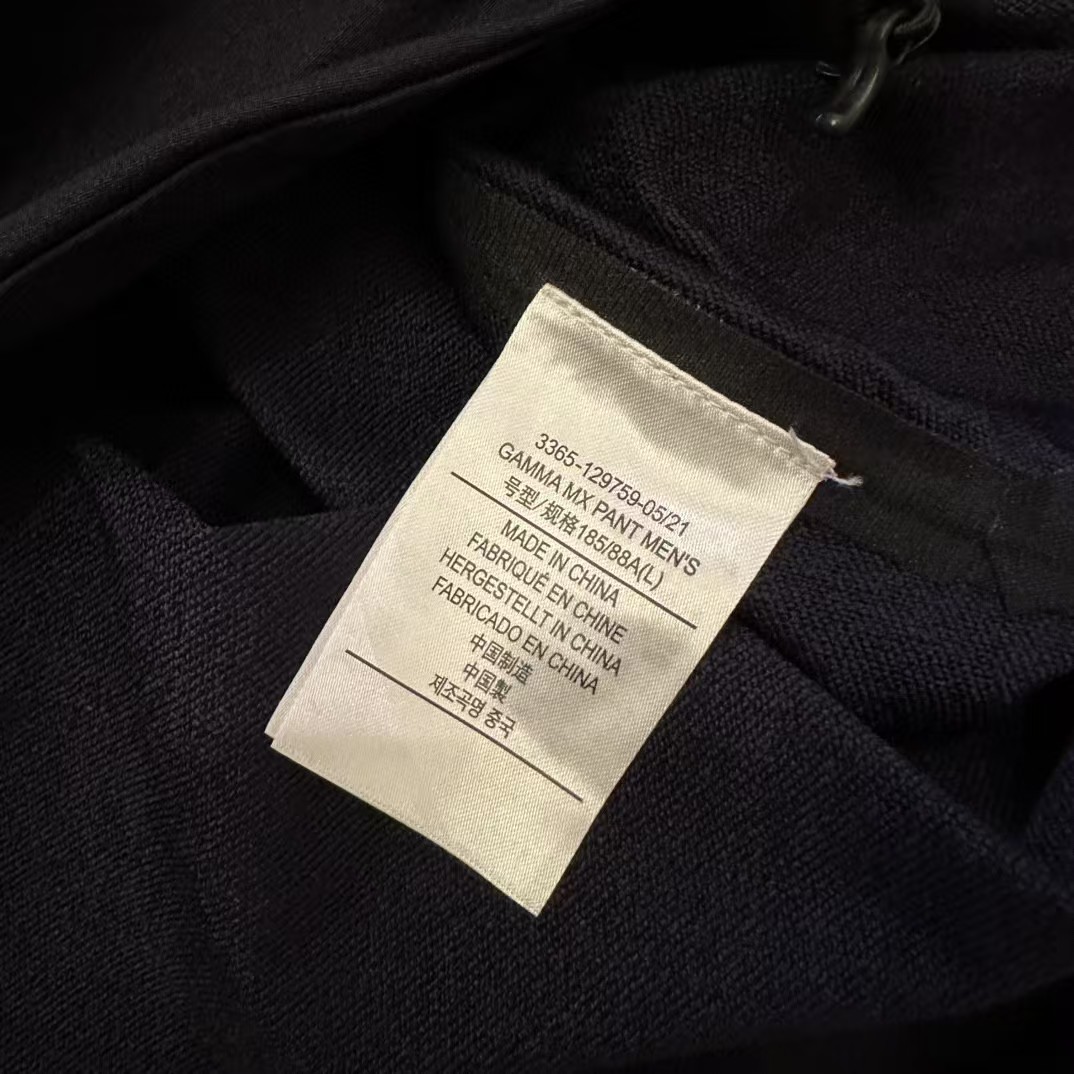 3365-129759-05/21
GAMMA MX PANT MEN'S
号型/规格185/88A(L)
MADE IN CHINA
FABRIQUÉ EN CHINE
HERGESTELLT IN CHINA
FABRICADO EN CHINA
中国制造
中国製
제조국명 중국